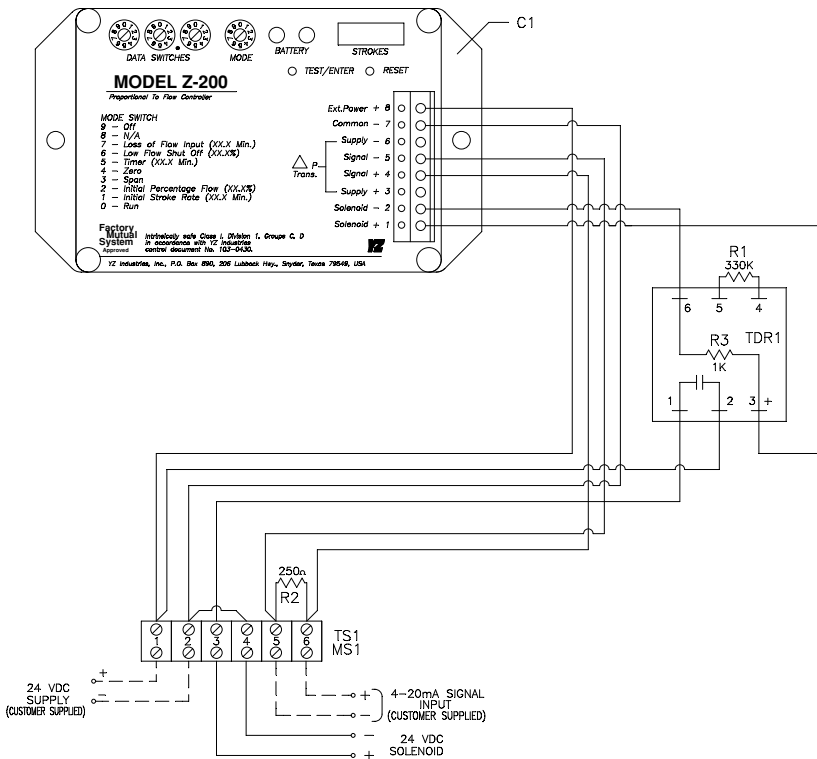 C1
DATA SWITCHES
MODE
BATTERY
STROKES
TEST/ENTER
RESET
MODEL Z-200
Proportional To Flow Controller
MODE SWITCH
9 - Off
8 - N/A
7 - Loss of Flow Input (XX.X Min.)
6 - Low Flow Shut Off (XX.X%)
5 - Timer (XX.X Min.)
4 - Zero
3 - Span
2 - Initial Percentage Flow (XX.X%)
1 - Initial Stroke Rate (XX.X Min.)
0 - Run
Ext.Power + 8
Common - 7
Supply - 6
Signal - 5
Signal + 4
Supply + 3
Solenoid - 2
Solenoid + 1
△ P
Trans.
Factory
Mutual
System
Approved
Intrinsically safe Class I, Division 1, Groups C, D
in accordance with YZ Industries
control document No. 103-0430.
YZ
YZ Industries, Inc., P.O. Box 890, 206 Lubbock Hwy., Snyder, Texas 79549, USA
R1
330K
6 5 4
TDR1
R3
1K
1 2 3 +
250Ω
R2
1 2 3 4 5 6
TS1
MS1
+
24 VDC
SUPPLY
(CUSTOMER SUPPLIED)
-
+ 4-20mA SIGNAL
INPUT
- (CUSTOMER SUPPLIED)
- 24 VDC
+ SOLENOID